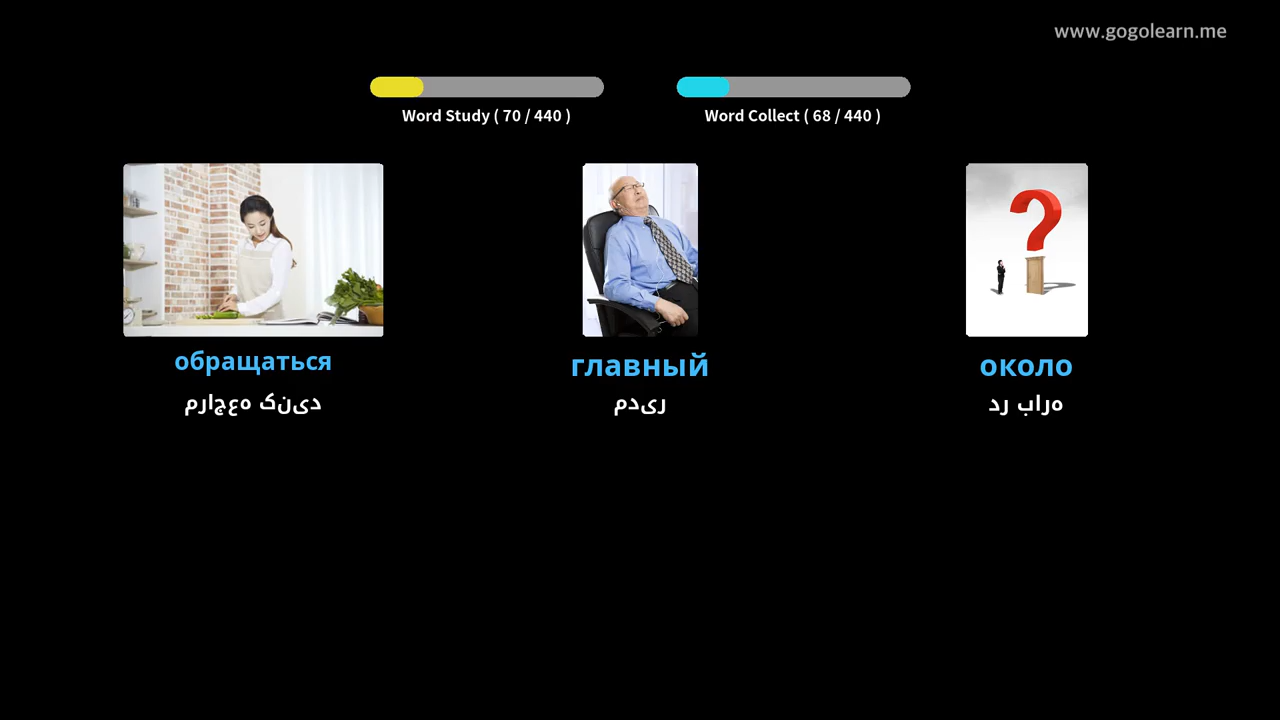 www.gogolearn.me
Word Study ( 70 / 440 )
Word Collect ( 68 / 440 )
обращаться
دینک هعجارم
главный
ریدم
около
هراب رد